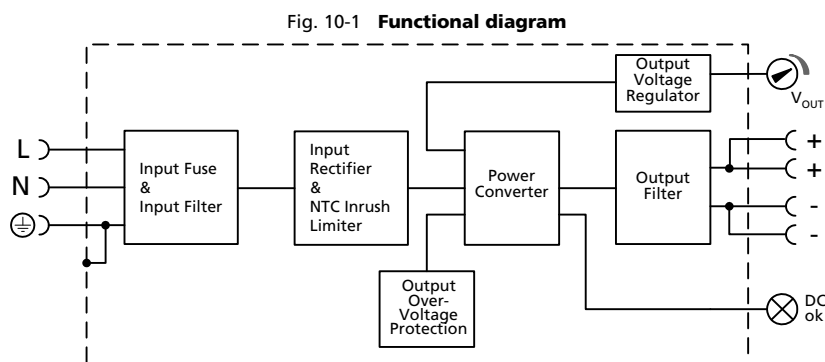 Fig. 10-1 Functional diagram
Output
Voltage
Regulator
V OUT
L
N
Input Fuse
&
Input Filter
Input
Rectifier
&
NTC Inrush
Limiter
Power
Converter
Output
Filter
+
+
-
-
Output
Over-
Voltage
Protection
DC
ok